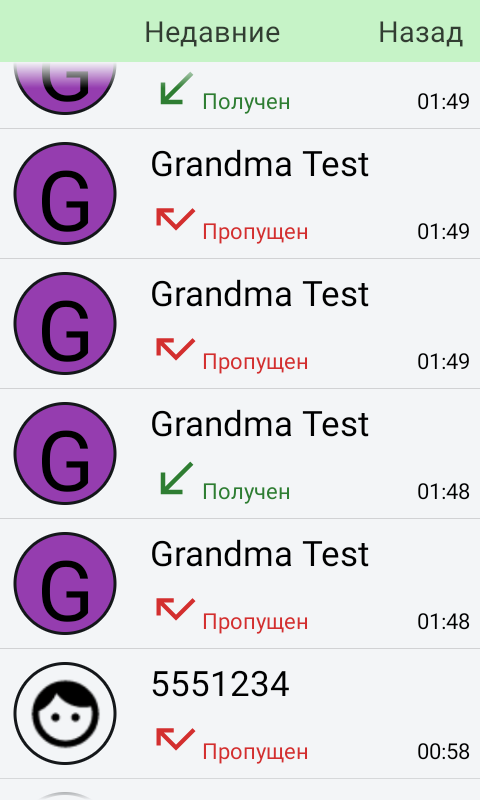 Недавние Назад
G
Получен 01:49
Grandma Test
G
Пропущен 01:49
Grandma Test
G
Пропущен 01:49
Grandma Test
G
Получен 01:48
Grandma Test
G
Пропущен 01:48
5551234
Пропущен 00:58